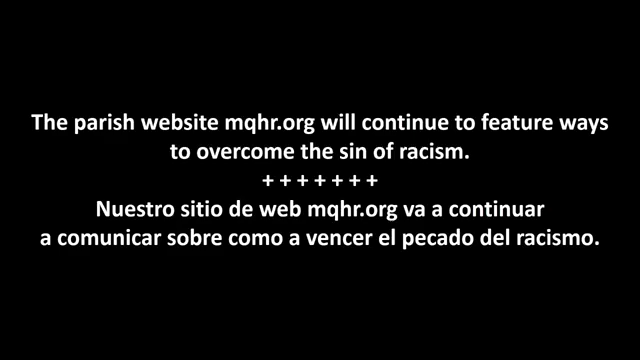 The parish website mqhr.org will continue to feature ways
to overcome the sin of racism.
+ + + + + + +
Nuestro sitio de web mqhr.org va a continuar
a comunicar sobre como a vencer el pecado del racismo.